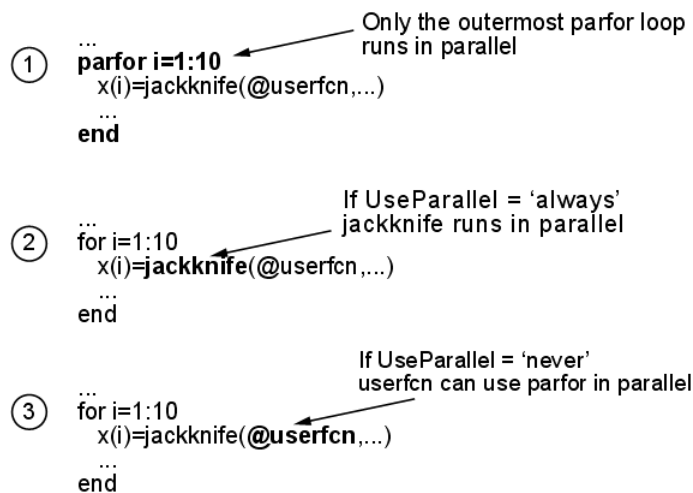 Only the outermost parfor loop
runs in parallel
...
1
parfor i=1:10
x(i)=jackknife(@userfcn,...)
...
end
If UseParallel = ‘always’
jackknife runs in parallel
...
2
for i=1:10
x(i)=jackknife(@userfcn,...)
...
end
If UseParallel = ‘never’
userfcn can use parfor in parallel
...
3
for i=1:10
x(i)=jackknife(@userfcn,...)
...
end